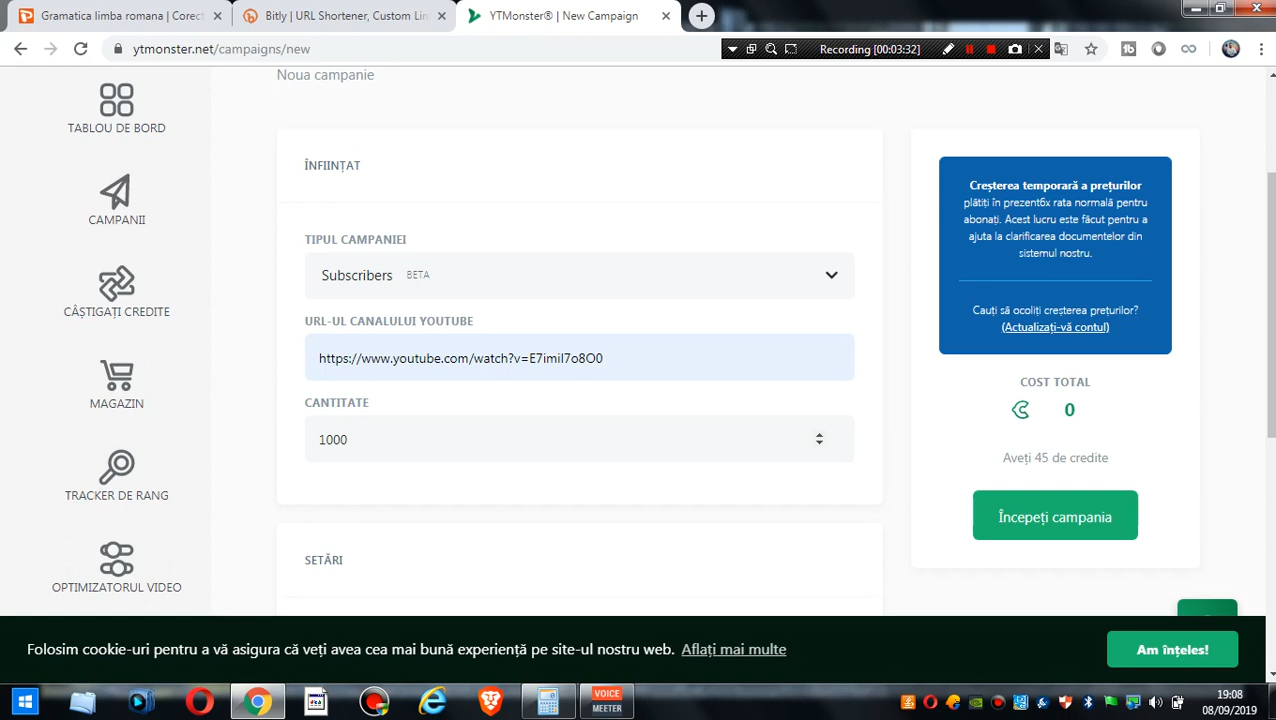 Gramatica limba romana | Corect
Bitly | URL Shortener, Custom Lin
YTMonster® | New Campaign
ytmonster.net/campaigns/new
Recording [00:03:32]
Noua campanie
TABLOU DE BORD
CAMPANII
CÂȘTIGAȚI CREDITE
MAGAZIN
TRACKER DE RANG
OPTIMIZATORUL VIDEO
ÎNFIINȚAT
TIPUL CAMPANIEI
Subscribers BETA
URL-UL CANALULUI YOUTUBE
https://www.youtube.com/watch?v=E7imiI7o8O0
CANTITATE
1000
SETĂRI
Creșterea temporară a prețurilor
plătiți în prezent6x rata normală pentru
abonați. Acest lucru este făcut pentru a
ajuta la clarificarea documentelor din
sistemul nostru.
Cauți să ocoliți creșterea prețurilor?
(Actualizați-vă contul)
COST TOTAL
0
Aveți 45 de credite
Începeți campania
Folosim cookie-uri pentru a vă asigura că veți avea cea mai bună experiență pe site-ul nostru web. Aflați mai multe
Am înțeles!
VOICE
MEETER
19:08
08/09/2019